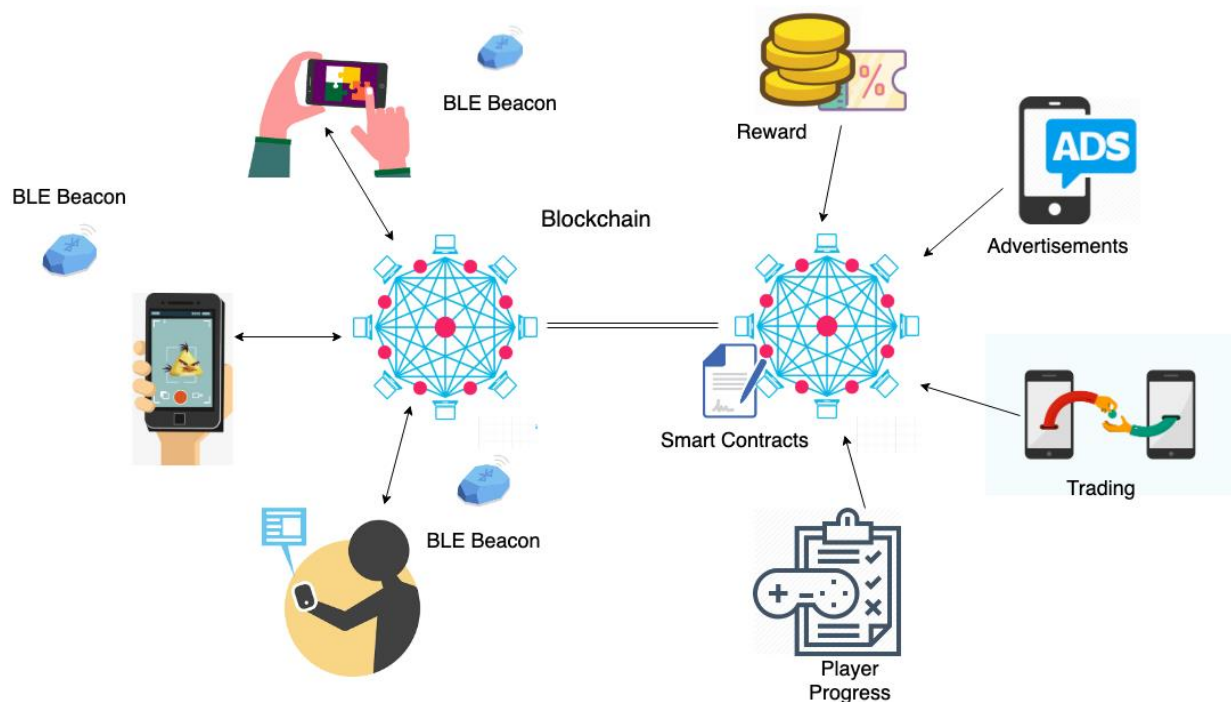 BLE Beacon
Reward
%
ADS
BLE Beacon
Blockchain
Advertisements
Smart Contracts
Trading
BLE Beacon
Player
Progress